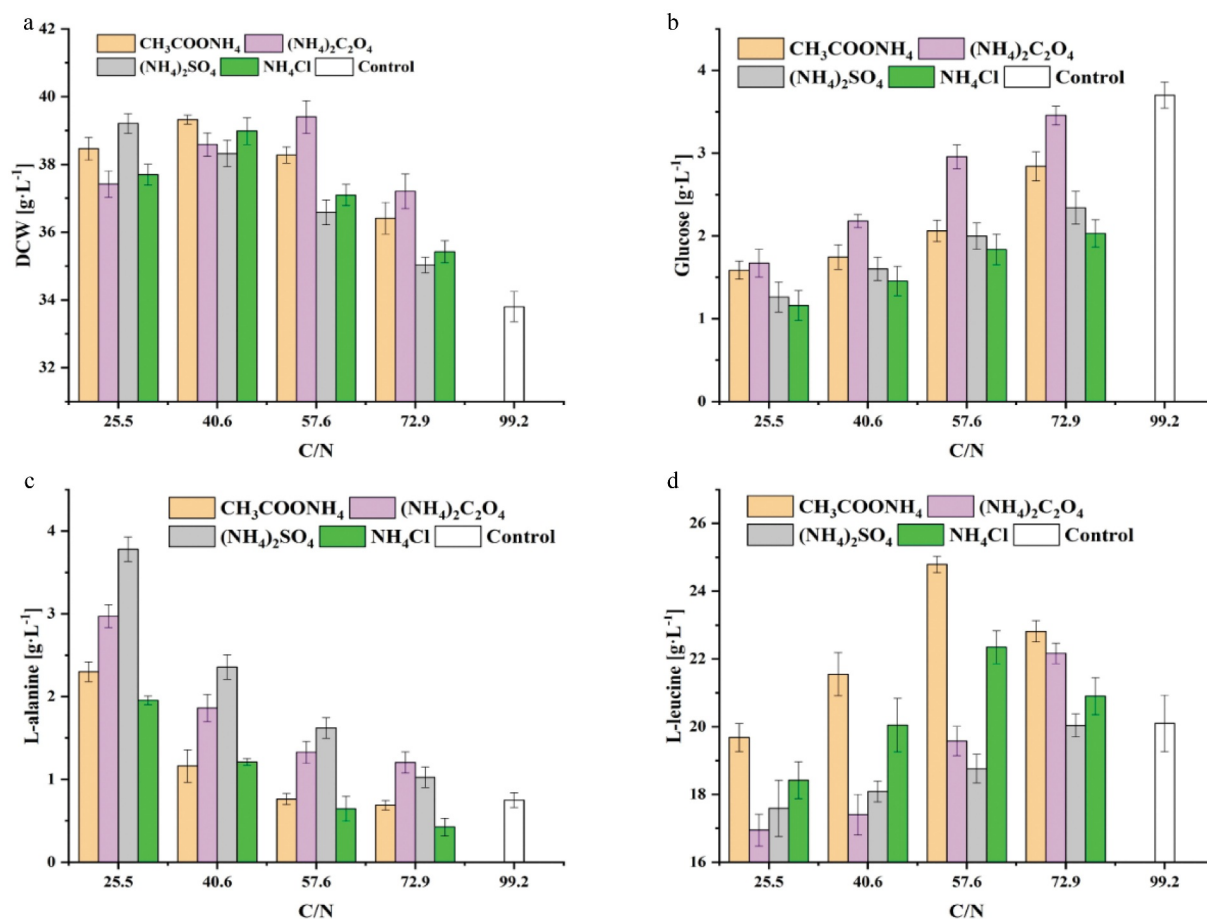 a
CH₃COONH₄ (NH₄)₂C₂O₄
(NH₄)₂SO₄ NH₄Cl Control
DCW [g·L⁻¹]
42
40
38
36
34
32
25.5 40.6 57.6 72.9 99.2
C/N
b
CH₃COONH₄ (NH₄)₂C₂O₄
(NH₄)₂SO₄ NH₄Cl Control
Glucose [g·L⁻¹]
4
3
2
1
0
25.5 40.6 57.6 72.9 99.2
C/N
c
CH₃COONH₄ (NH₄)₂C₂O₄
(NH₄)₂SO₄ NH₄Cl Control
L-alanine [g·L⁻¹]
4
3
2
1
0
25.5 40.6 57.6 72.9 99.2
C/N
d
CH₃COONH₄ (NH₄)₂C₂O₄
(NH₄)₂SO₄ NH₄Cl Control
L-leucine [g·L⁻¹]
26
24
22
20
18
16
25.5 40.6 57.6 72.9 99.2
C/N